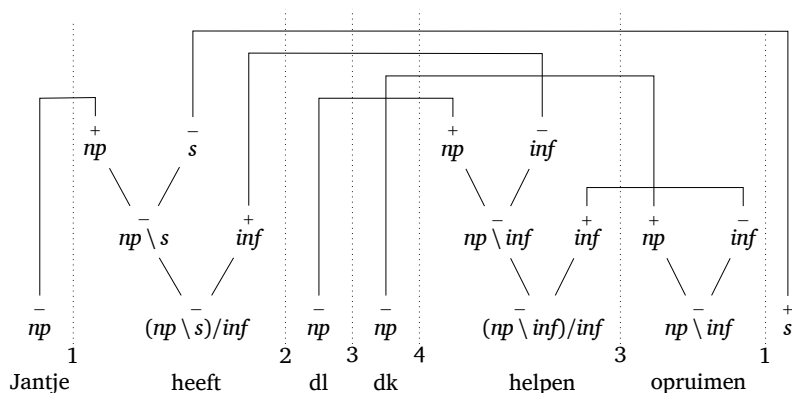 + − + −
np s np inf
− + − + + −
np \ s inf np \ inf inf np inf
− − − − − − +
np (np \ s)/inf np np (np \ inf)/inf np \ inf s
1 2 3 4 3 1
Jantje heeft dl dk helpen opruimen